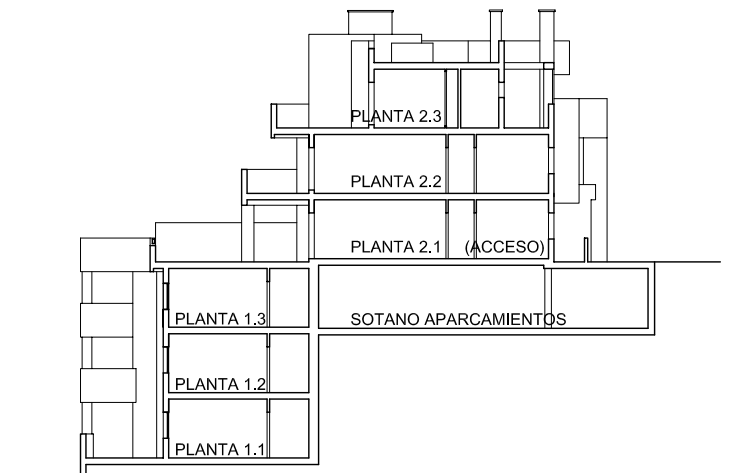 PLANTA 2.3
PLANTA 2.2
PLANTA 2.1 (ACCESO)
PLANTA 1.3 SOTANO APARCAMIENTOS
PLANTA 1.2
PLANTA 1.1